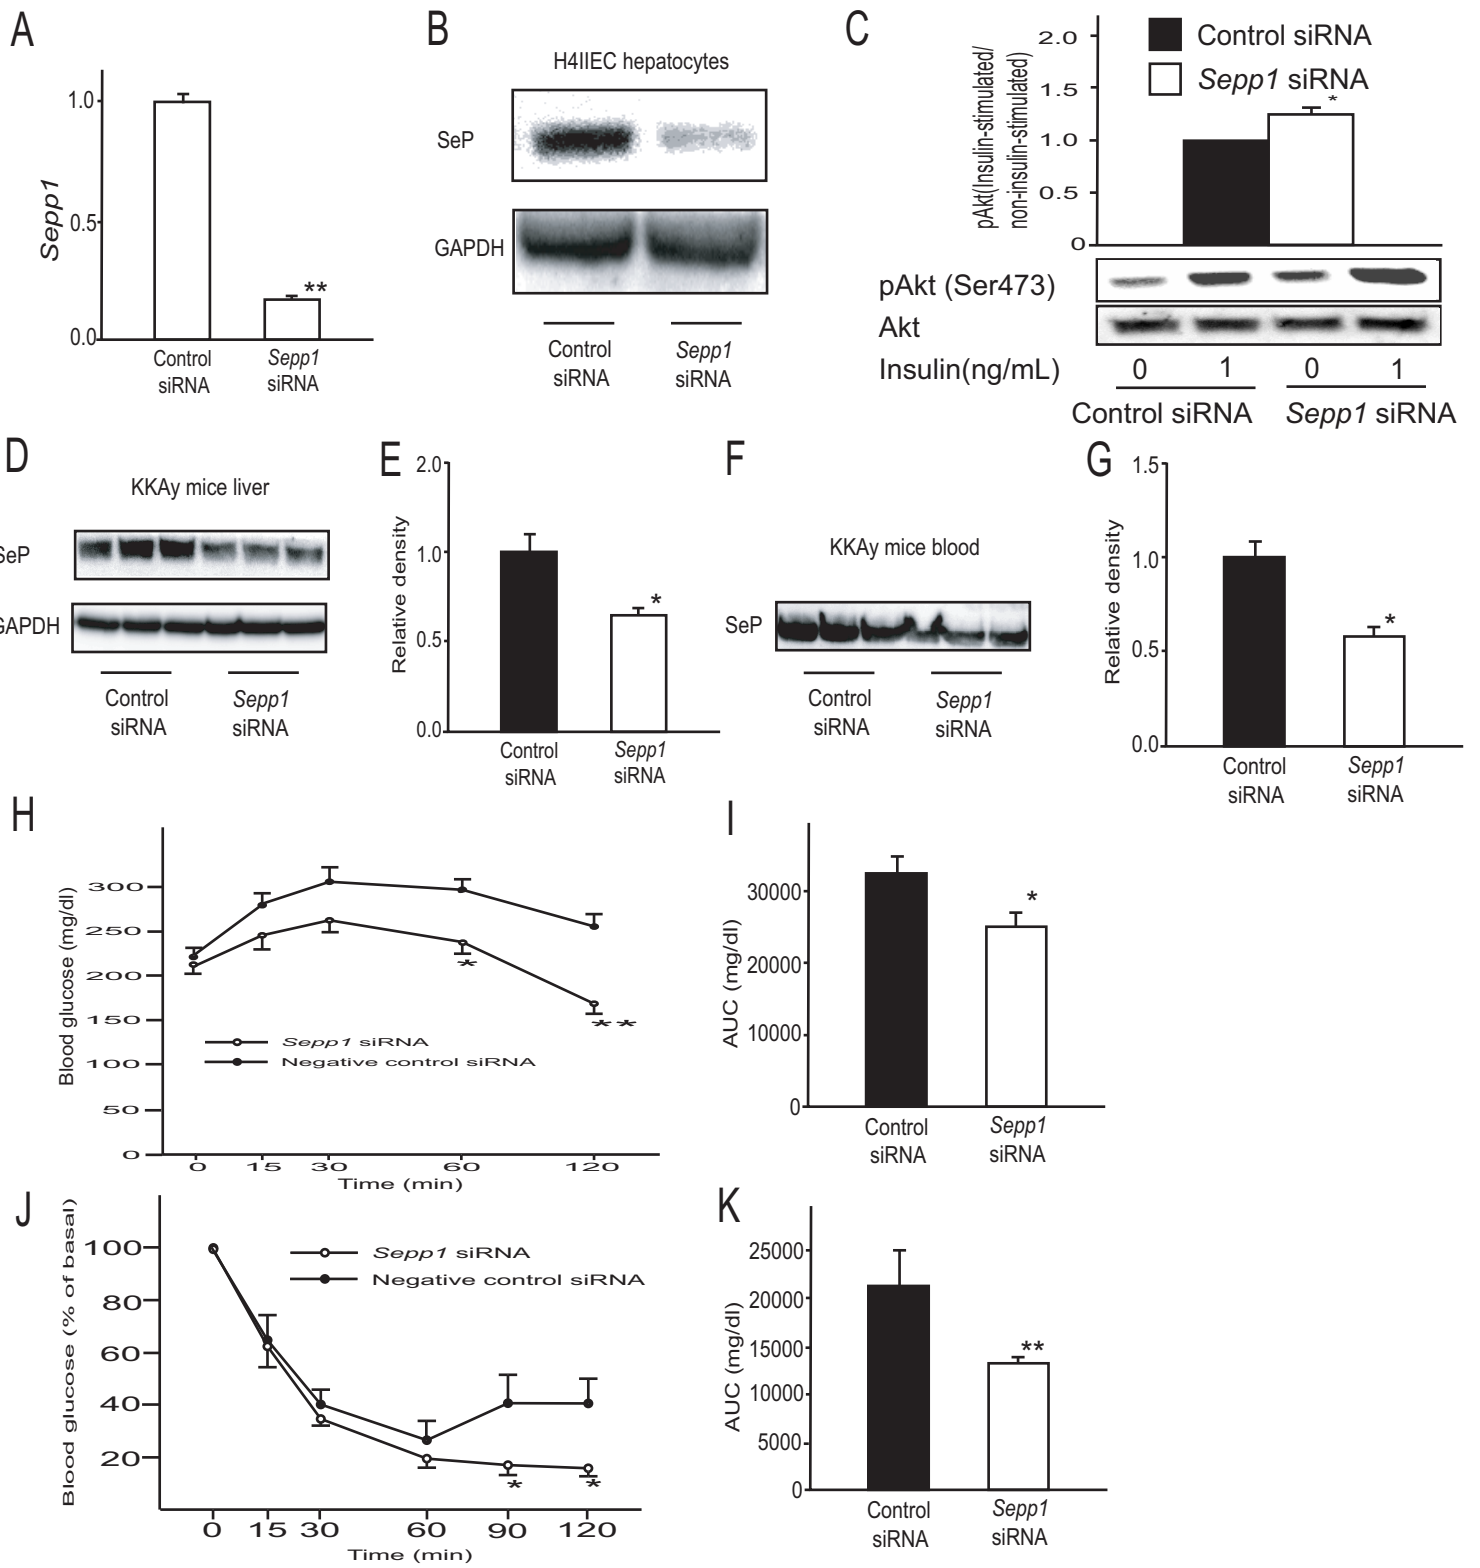 A
1.0
0.5
0.0
Sepp1
**
Control
siRNA
Sepp1
siRNA
B
H4IIEC hepatocytes
SeP
GAPDH
Control
siRNA
Sepp1
siRNA
C
pAkt(Insulin-stimulated/
non-insulin-stimulated)
2.0
1.5
1.0
0.5
0
Control siRNA
Sepp1 siRNA
*
pAkt (Ser473)
Akt
Insulin(ng/mL)
0 1 0 1
Control siRNA Sepp1 siRNA
D
KKAy mice liver
SeP
GAPDH
Control
siRNA
Sepp1
siRNA
E
Relative density
2.0
1.0
0.5
0.0
*
Control
siRNA
Sepp1
siRNA
F
KKAy mice blood
SeP
Control
siRNA
Sepp1
siRNA
G
Relative density
1.5
1.0
0.5
0.0
*
Control
siRNA
Sepp1
siRNA
H
Blood glucose (mg/dl)
300
250
200
150
100
50
0
*
**
Sepp1 siRNA
Negative control siRNA
0 15 30 60 120
Time (min)
I
AUC (mg/dl)
30000
20000
10000
0
*
Control
siRNA
Sepp1
siRNA
J
Blood glucose (% of basal)
100
80
60
40
20
Sepp1 siRNA
Negative control siRNA
*
*
0 15 30 60 90 120
Time (min)
K
AUC (mg/dl)
25000
20000
15000
10000
5000
0
**
Control
siRNA
Sepp1
siRNA